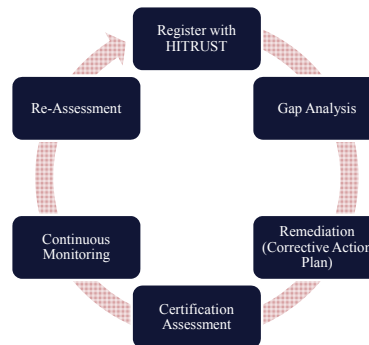 Register with
HITRUST
Gap Analysis
Remediation
(Corrective Action
Plan)
Certification
Assessment
Continuous
Monitoring
Re-Assessment